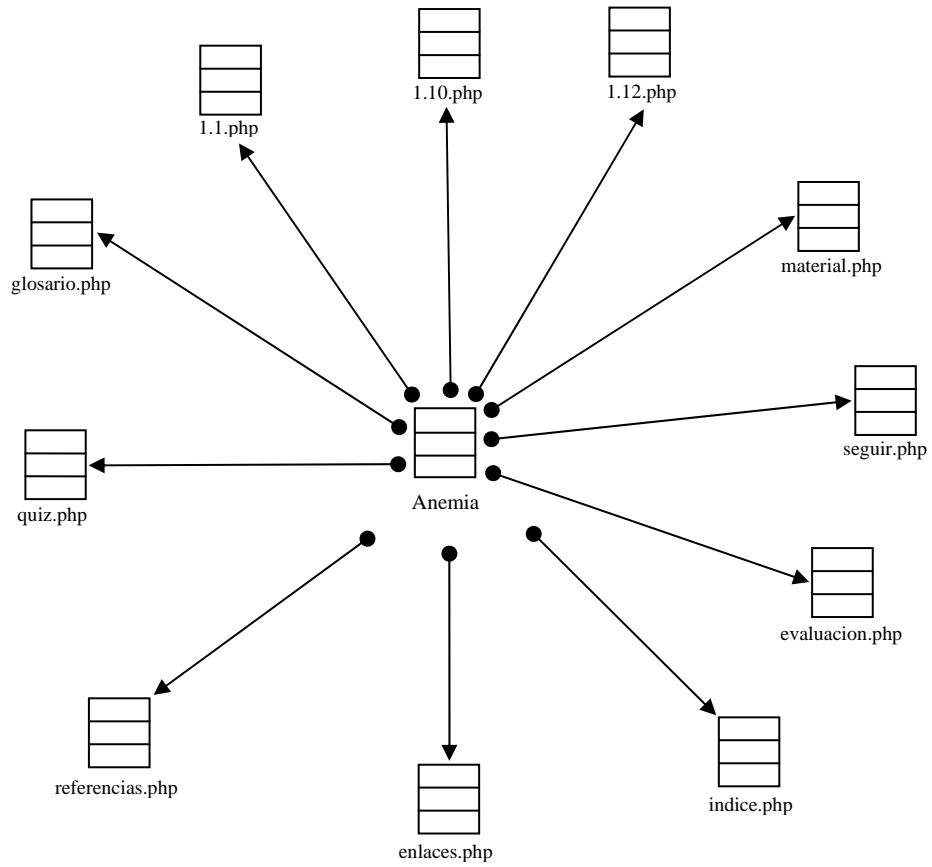 1.10.php
1.12.php
1.1.php
material.php
glosario.php
seguir.php
Anemia
quiz.php
evaluacion.php
referencias.php
indice.php
enlaces.php